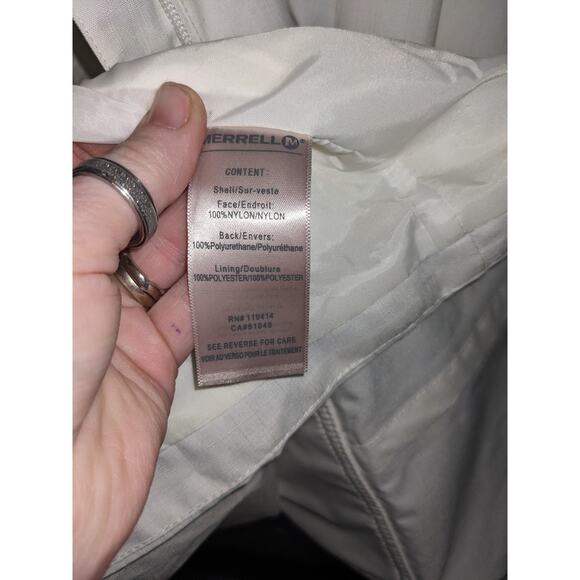 MERRELL M®
CONTENT:
Shell/Sur-veste
Face/Endroit:
100%NYLON/NYLON
Back/Envers:
100%Polyurethane/Polyuréthane
Lining/Doublure
100%POLYESTER/100%POLYESTER
RN# 119414
CA#51048
SEE REVERSE FOR CARE
VOIR AU VERSO POUR LE TRAITEMENT